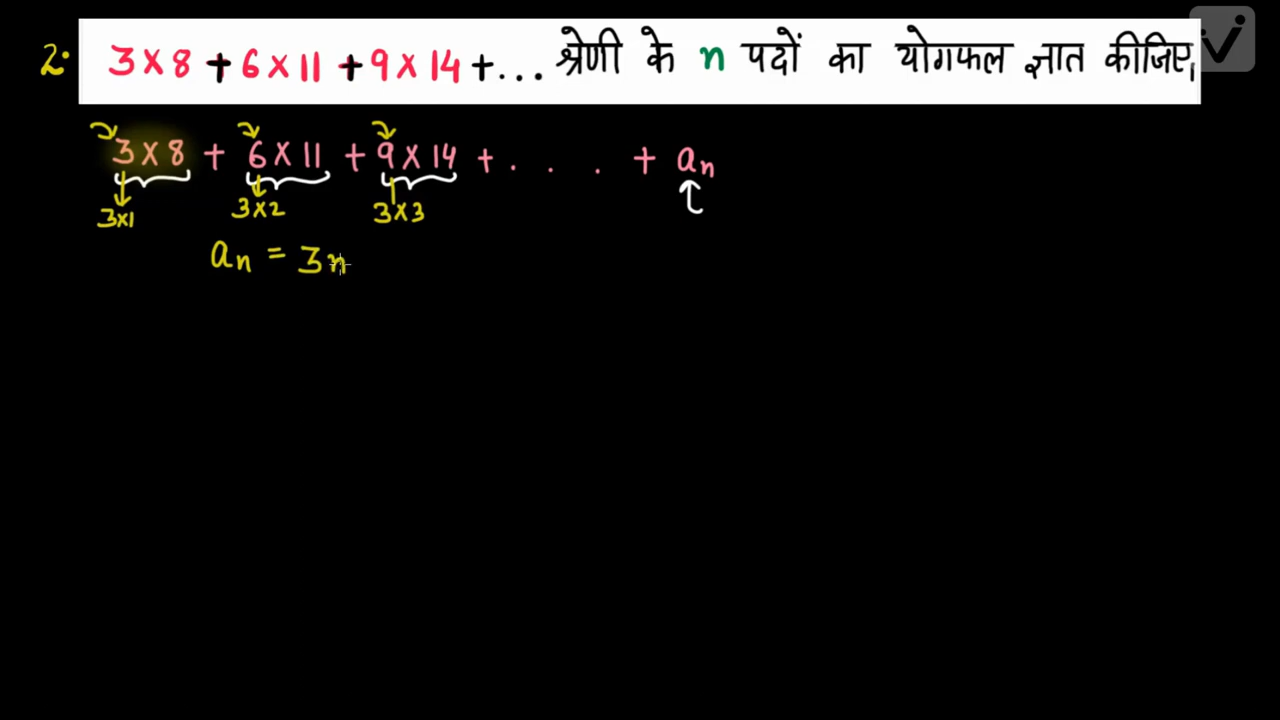 2. 3 × 8 + 6 × 11 + 9 × 14 + ... श्रेणी के n पदों का योगफल ज्ञात कीजिए।
3 × 8 + 6 × 11 + 9 × 14 + . . . + aₙ
3×1 3×2 3×3
aₙ = 3n